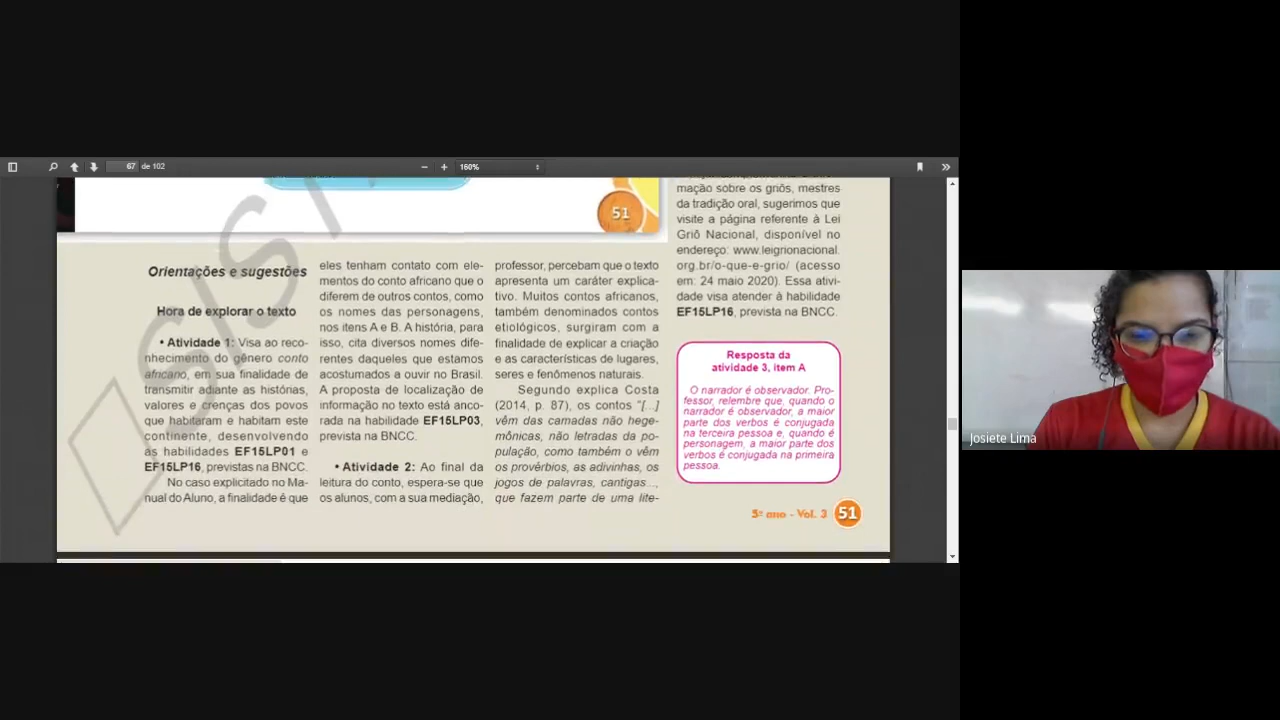 67 de 102
160%
51
Orientações e sugestões
Hora de explorar o texto
• Atividade 1: Visa ao reco-
nhecimento do gênero conto
africano, em sua finalidade de
transmitir adiante as histórias,
valores e crenças dos povos
que habitaram e habitam este
continente, desenvolvendo
as habilidades EF15LP01 e
EF15LP16, previstas na BNCC.
No caso explicitado no Ma-
nual do Aluno, a finalidade é que
eles tenham contato com ele-
mentos do conto africano que o
diferem de outros contos, como
os nomes das personagens,
nos itens A e B. A história, para
isso, cita diversos nomes dife-
rentes daqueles que estamos
acostumados a ouvir no Brasil.
A proposta de localização de
informação no texto está anco-
rada na habilidade EF15LP03,
prevista na BNCC.
• Atividade 2: Ao final da
leitura do conto, espera-se que
os alunos, com a sua mediação,
professor, percebam que o texto
apresenta um caráter explica-
tivo. Muitos contos africanos,
também denominados contos
etiológicos, surgiram com a
finalidade de explicar a criação
e as características de lugares,
seres e fenômenos naturais.
Segundo explica Costa
(2014, p. 87), os contos "[...]
vêm das camadas não hege-
mônicas, não letradas da po-
pulação, como também o vêm
os provérbios, as adivinhas, os
jogos de palavras, cantigas...,
que fazem parte de uma lite-
mação sobre os griôs, mestres
da tradição oral, sugerimos que
visite a página referente à Lei
Griô Nacional, disponível no
endereço: www.leigrionacional.
org.br/o-que-e-grio/ (acesso
em: 24 maio 2020). Essa ativi-
dade visa atender à habilidade
EF15LP16, prevista na BNCC.
Resposta da
atividade 3, item A
O narrador é observador. Pro-
fessor, relembre que, quando o
narrador é observador, a maior
parte dos verbos é conjugada
na terceira pessoa e, quando é
personagem, a maior parte dos
verbos é conjugada na primeira
pessoa.
5º ano - Vol. 3 51
Josiete Lima